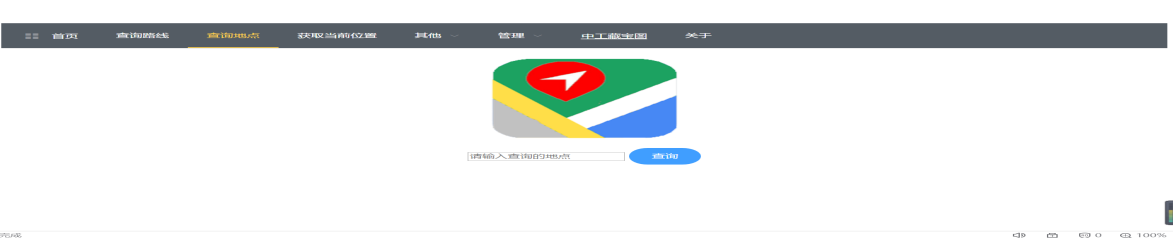 首页 查询路线 查询地点 获取当前位置 其他 管理 中工藏宝图 关于
请输入查询的地点 查询
完成 0 100%